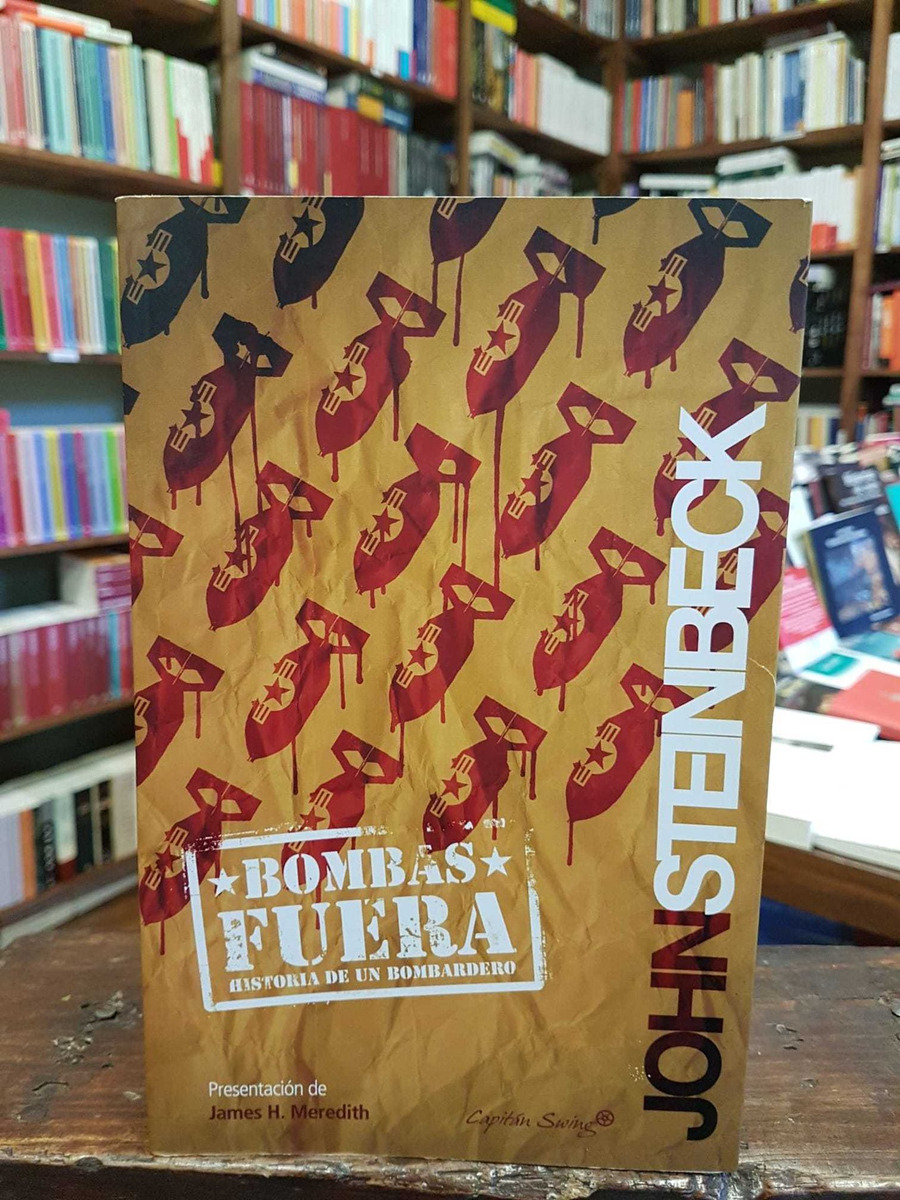 JOHN STEINBECK
★BOMBAS★
FUERA
HISTORIA DE UN BOMBARDERO
Presentación de
James H. Meredith
Capitán Swing